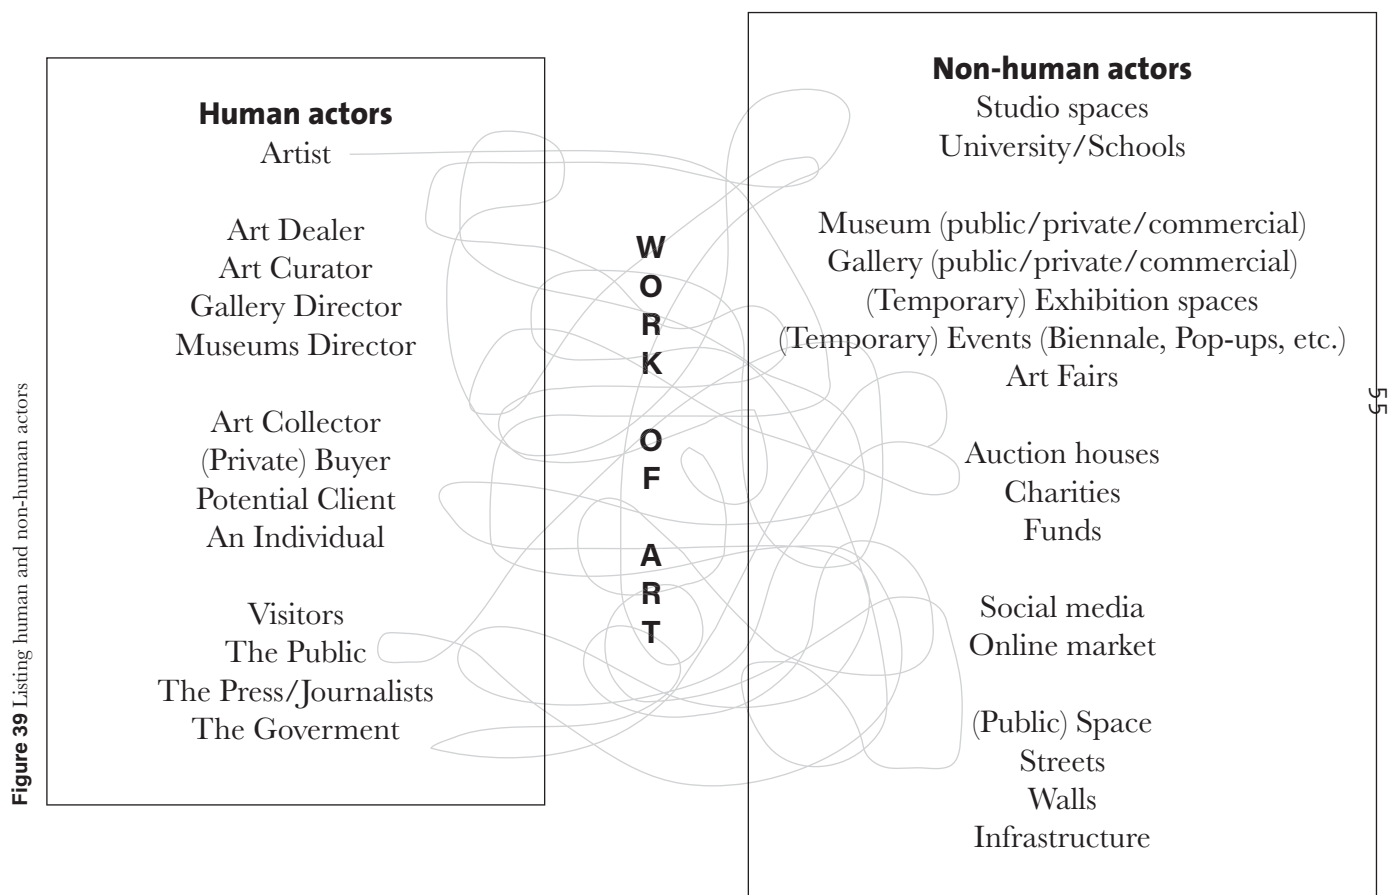 Human actors
Artist
Art Dealer
Art Curator
Gallery Director
Museums Director
Art Collector
(Private) Buyer
Potential Client
An Individual
Visitors
The Public
The Press/Journalists
The Goverment
WORK OF ART
Non-human actors
Studio spaces
University/Schools
Museum (public/private/commercial)
Gallery (public/private/commercial)
(Temporary) Exhibition spaces
(Temporary) Events (Biennale, Pop-ups, etc.)
Art Fairs
Auction houses
Charities
Funds
Social media
Online market
(Public) Space
Streets
Walls
Infrastructure
Figure 39 Listing human and non-human actors
55